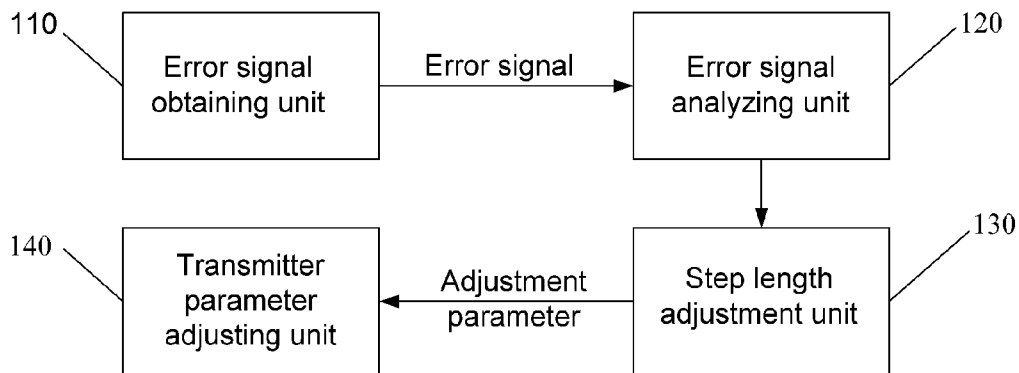 110
Error signal
obtaining unit
Error signal
Error signal
analyzing unit
120
140
Transmitter
parameter
adjusting unit
Adjustment
parameter
Step length
adjustment unit
130